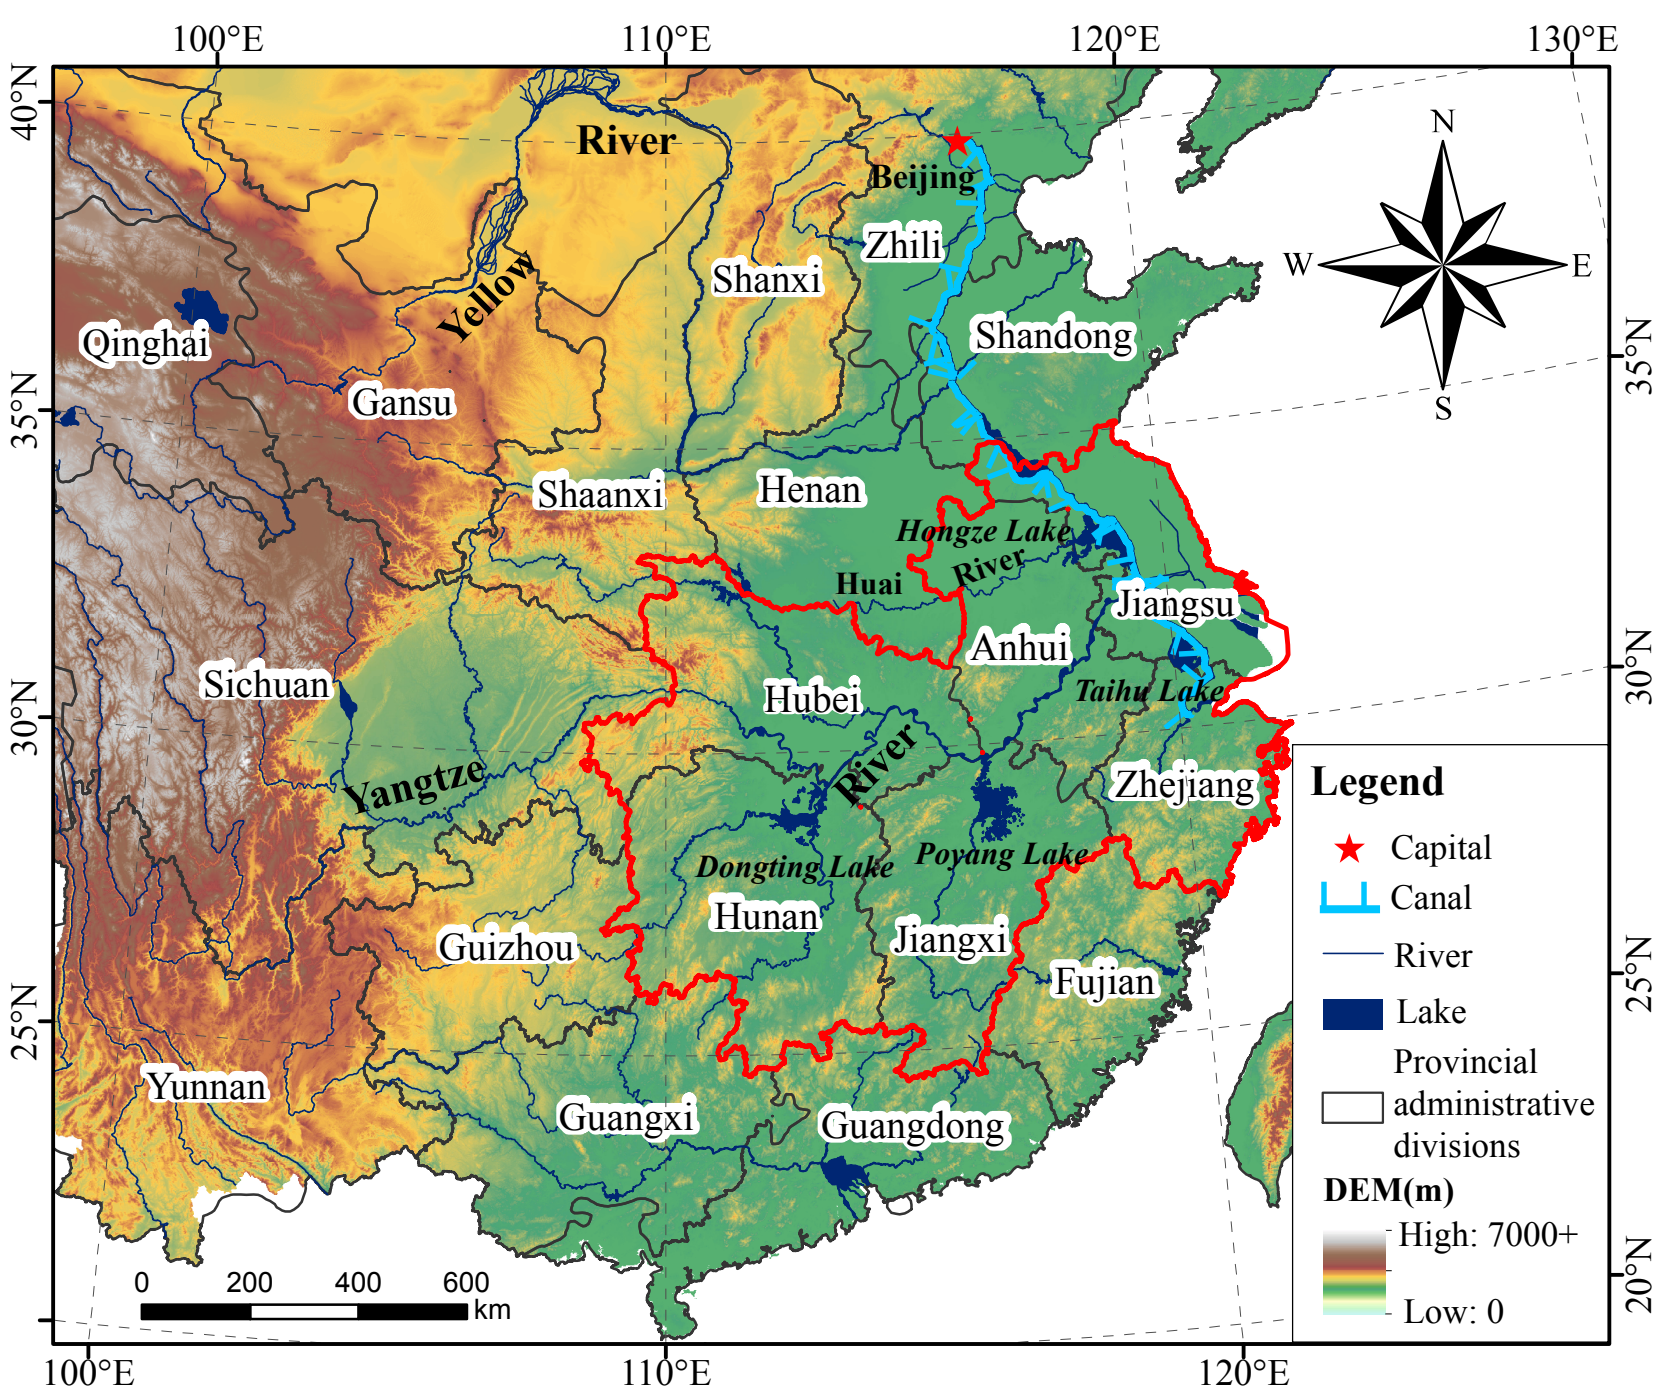 100°E
110°E
120°E
130°E
40°N
35°N
30°N
25°N
35°N
30°N
25°N
20°N
100°E
110°E
120°E
N
W
E
S
River
Beijing
Zhili
Shanxi
Yellow
Qinghai
Shandong
Gansu
Shaanxi
Henan
Hongze Lake
River
Huai
Jiangsu
Anhui
Sichuan
Hubei
Taihu Lake
River
Yangtze
Zhejiang
Dongting Lake
Poyang Lake
Hunan
Guizhou
Jiangxi
Fujian
Yunnan
Guangxi
Guangdong
0 200 400 600
km
Legend
Capital
Canal
River
Lake
Provincial
administrative
divisions
DEM(m)
High: 7000+
Low: 0